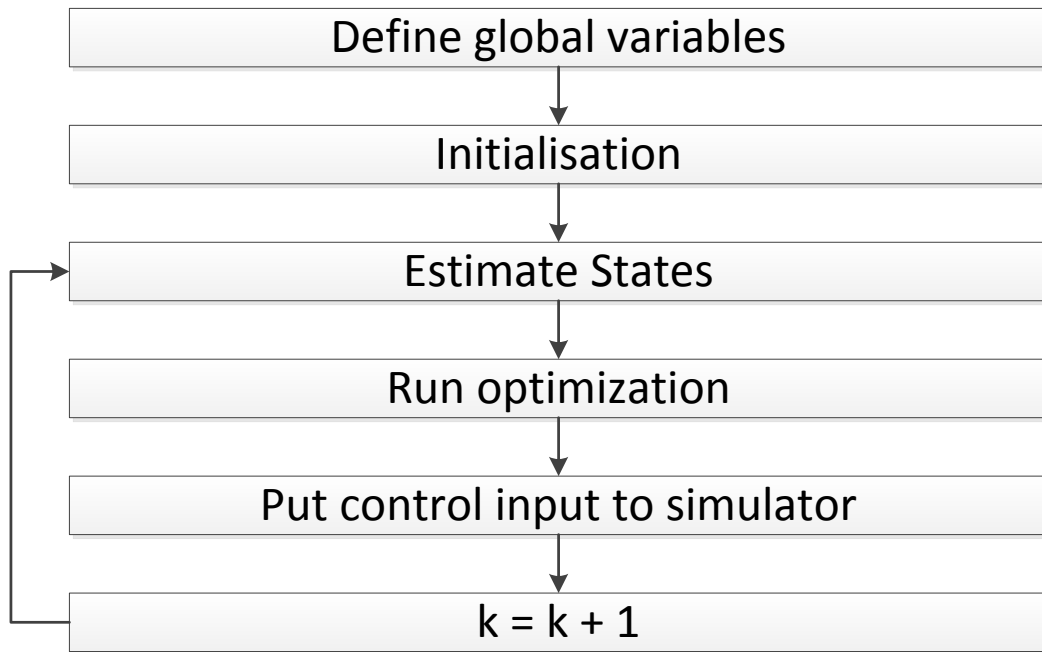 Define global variables
Initialisation
Estimate States
Run optimization
Put control input to simulator
k = k + 1